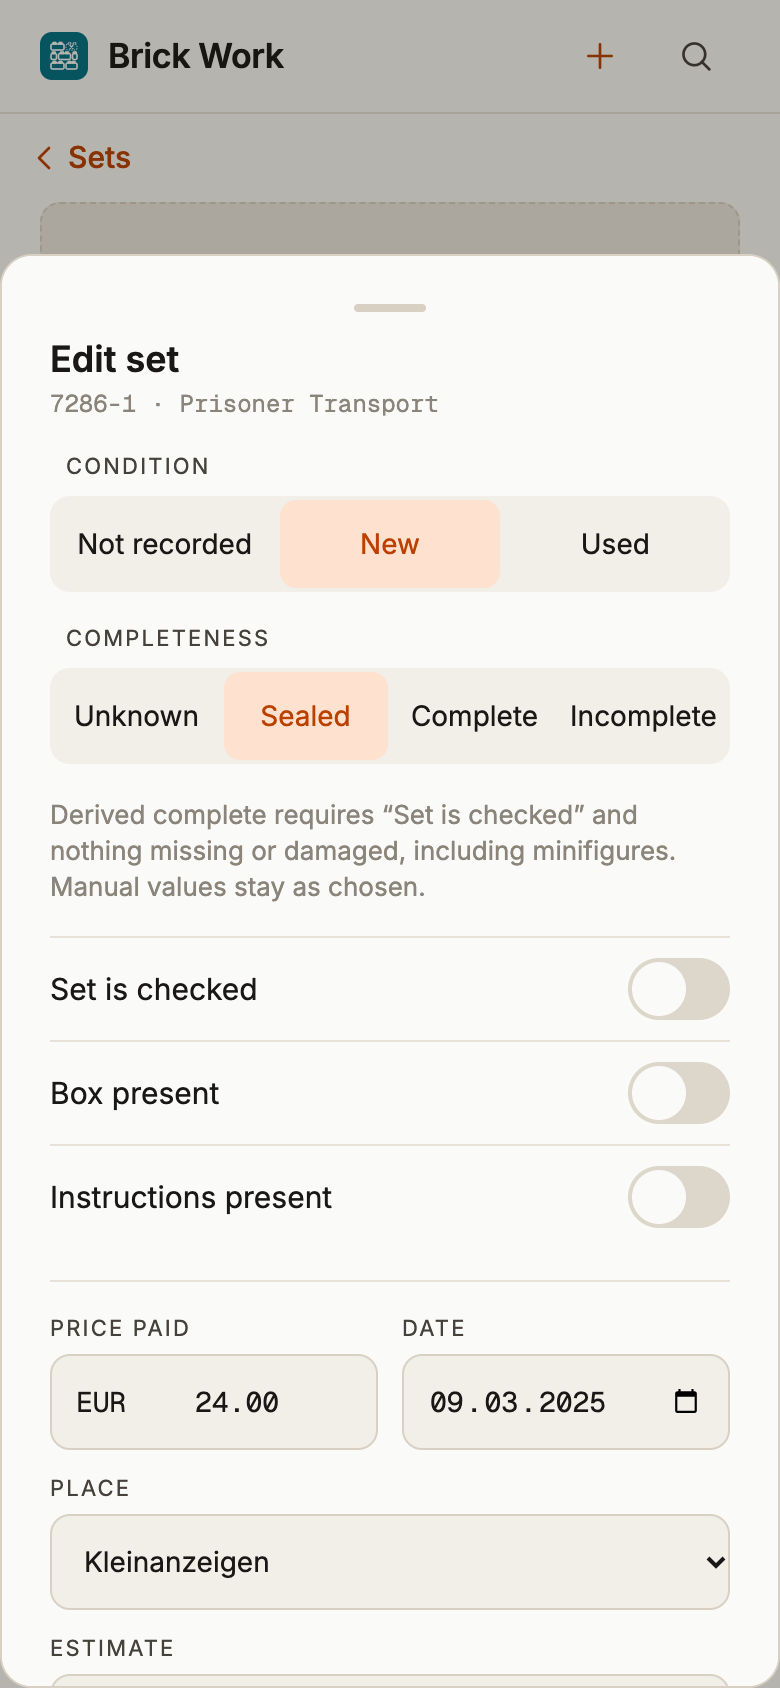 Brick Work
Sets
Edit set
7286-1 · Prisoner Transport
CONDITION
Not recorded New Used
COMPLETENESS
Unknown Sealed Complete Incomplete
Derived complete requires “Set is checked” and
nothing missing or damaged, including minifigures.
Manual values stay as chosen.
Set is checked
Box present
Instructions present
PRICE PAID DATE
EUR 24.00 09.03.2025
PLACE
Kleinanzeigen
ESTIMATE